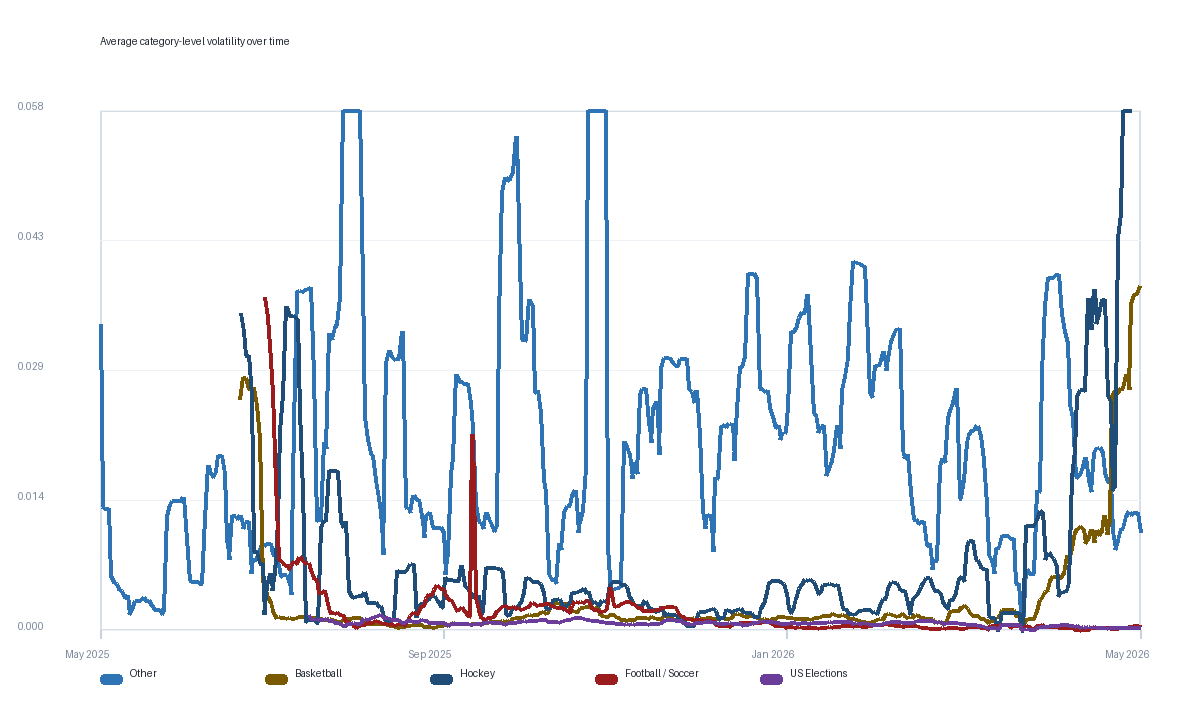 Average category-level volatility over time
0.058
0.043
0.029
0.014
0.000
May 2025 Sep 2025 Jan 2026 May 2026
Other Basketball Hockey Football / Soccer US Elections